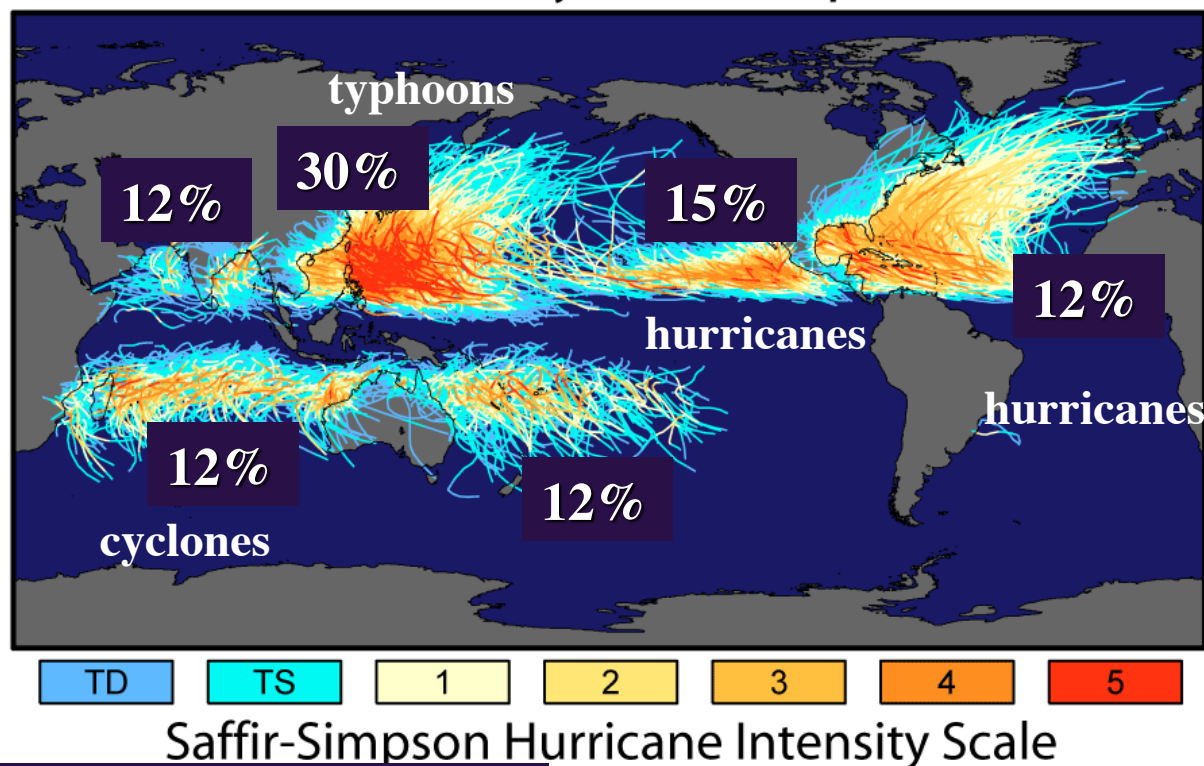 typhoons
30%
12%
15%
12%
hurricanes
hurricanes
12%
12%
cyclones
TD TS 1 2 3 4 5
Saffir-Simpson Hurricane Intensity Scale